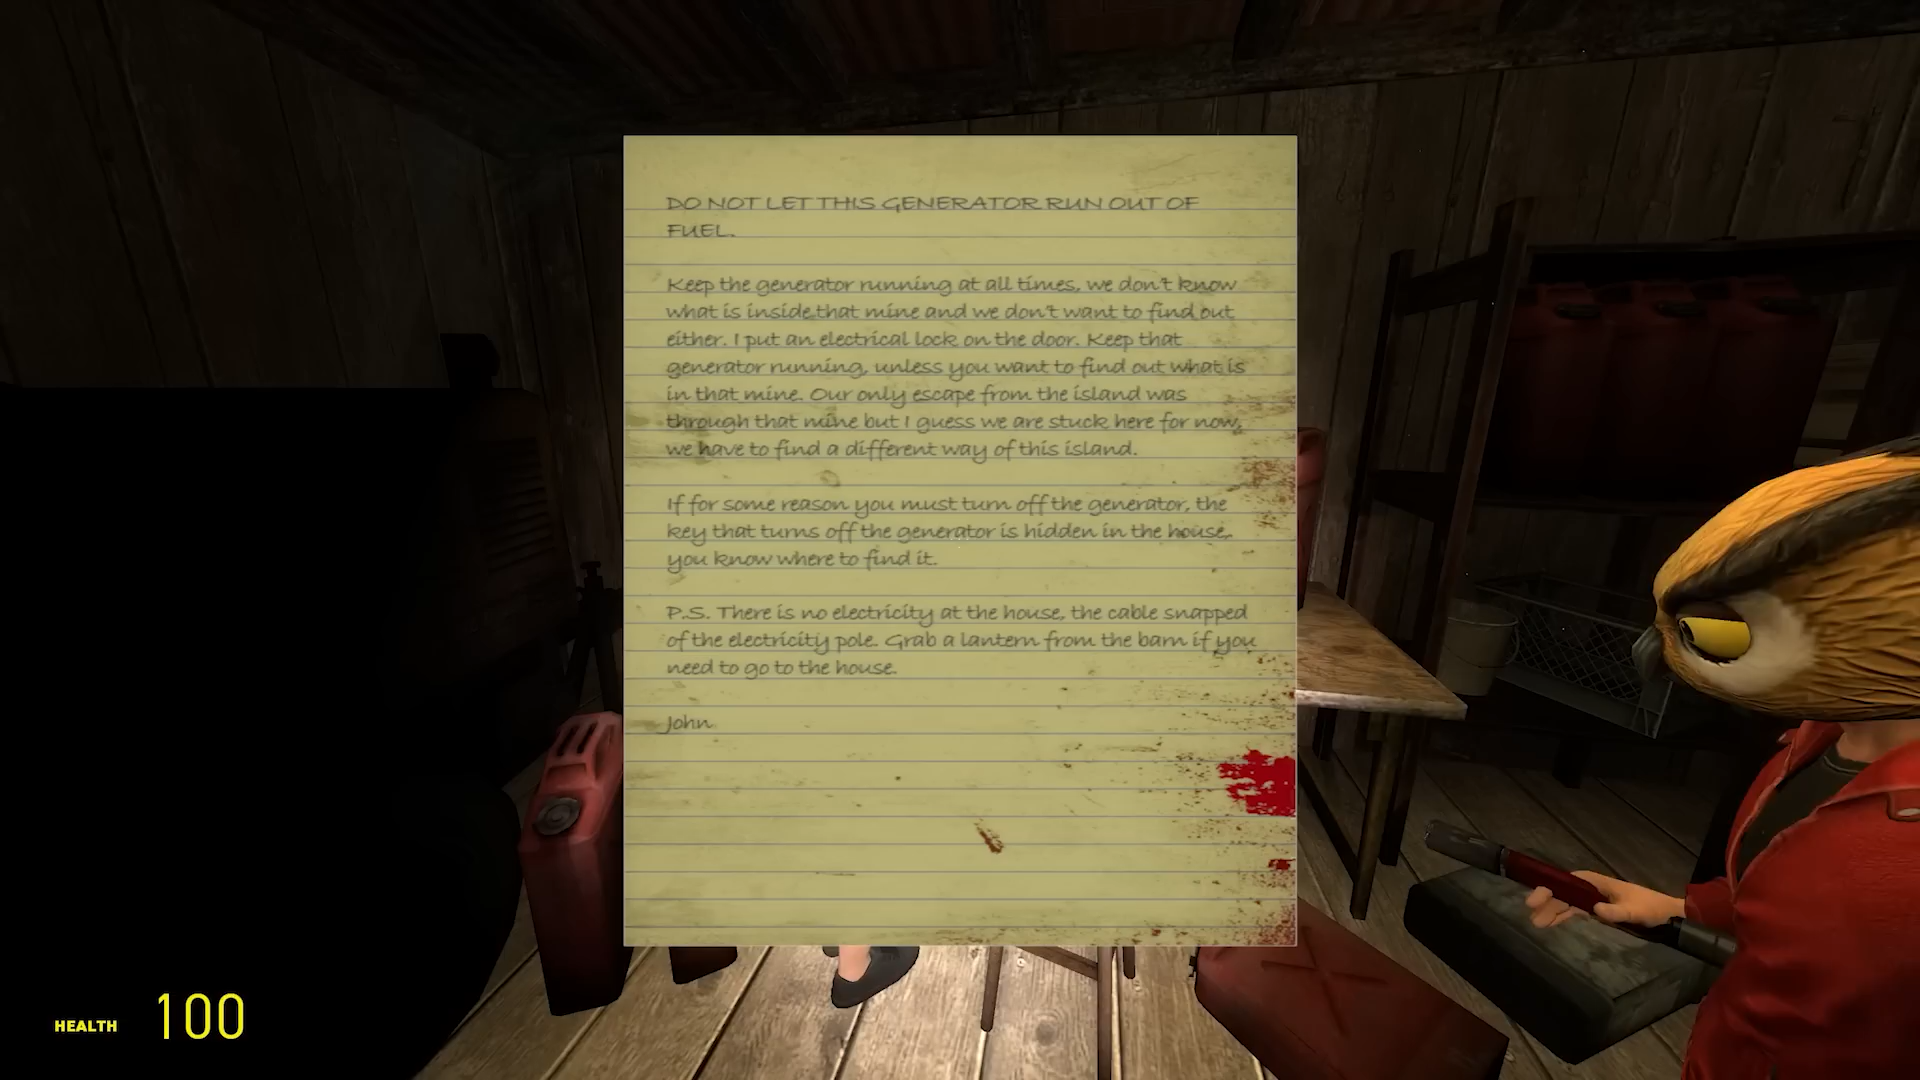 DO NOT LET THIS GENERATOR RUN OUT OF
FUEL.
Keep the generator running at all times, we don't know
what is inside that mine and we don't want to find out
either. I put an electrical lock on the door. Keep that
generator running, unless you want to find out what is
in that mine. Our only escape from the island was
through that mine but I guess we are stuck here for now,
we have to find a different way of this island.
If for some reason you must turn off the generator, the
key that turns off the generator is hidden in the house,
you know where to find it.
P.S. There is no electricity at the house, the cable snapped
of the electricity pole. Grab a lantern from the barn if you
need to go to the house.
John
HEALTH 100